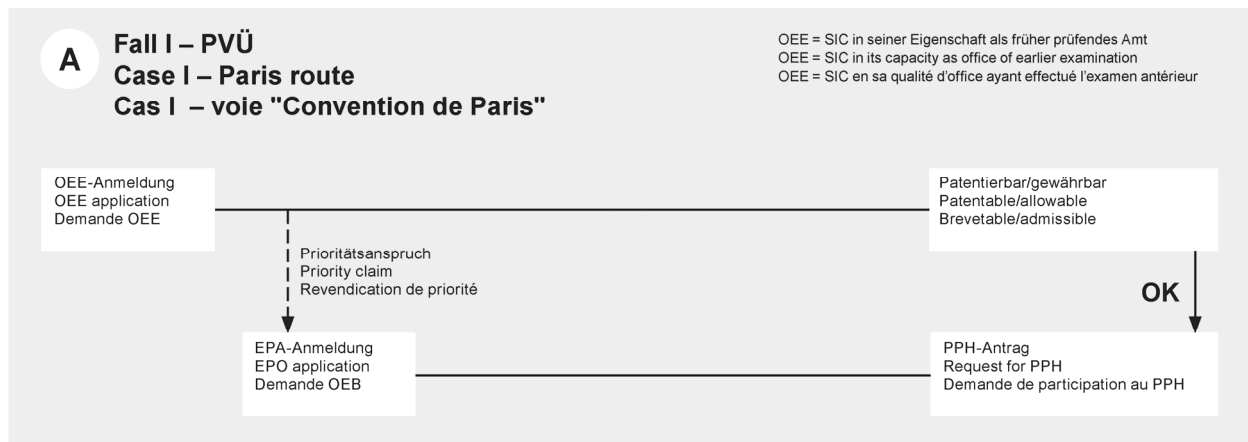 A
Fall I – PVÜ
Case I – Paris route
Cas I – voie "Convention de Paris"
OEE = SIC in seiner Eigenschaft als früher prüfendes Amt
OEE = SIC in its capacity as office of earlier examination
OEE = SIC en sa qualité d'office ayant effectué l'examen antérieur
OEE-Anmeldung
OEE application
Demande OEE
Patentierbar/gewährbar
Patentable/allowable
Brevetable/admissible
Prioritätsanspruch
Priority claim
Revendication de priorité
OK
EPA-Anmeldung
EPO application
Demande OEB
PPH-Antrag
Request for PPH
Demande de participation au PPH